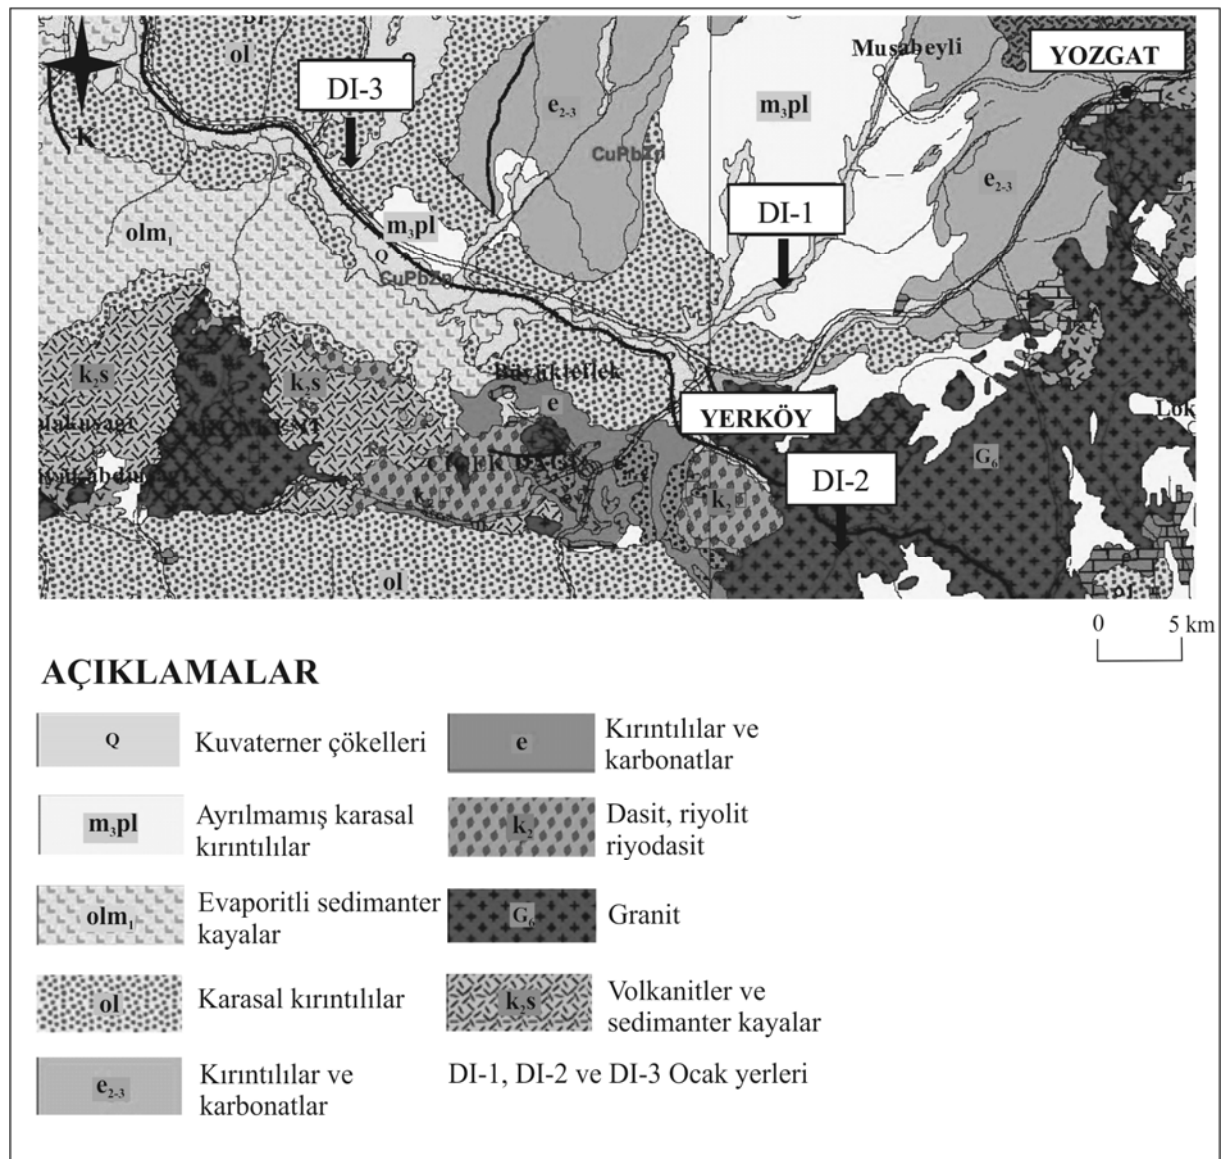 ol
DI-3
e₂₋₃
Musabeyli
YOZGAT
m₃pl
K
CuPbZn
e₂₋₃
DI-1
olm₁
m₃pl
Q
CuPbZn
k₂s
k₂s
e
YERKÖY
G₆
DI-2
k₂
ol
0 5 km
AÇIKLAMALAR
Q Kuvaterner çökelleri
m₃pl Ayrılmamış karasal
kırıntılılar
olm₁ Evaporitli sedimanter
kayalar
ol Karasal kırıntılılar
e₂₋₃ Kırıntılılar ve
karbonatlar
e Kırıntılılar ve
karbonatlar
k₂ Dasit, riyolit
riyodasit
G₆ Granit
k₂s Volkanitler ve
sedimanter kayalar
DI-1, DI-2 ve DI-3 Ocak yerleri